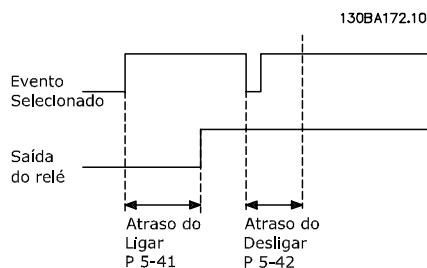 130BA172.10
Evento
Selecionado
Saída
do relé
Atraso do
Ligar
P 5-41
Atraso do
Desligar
P 5-42